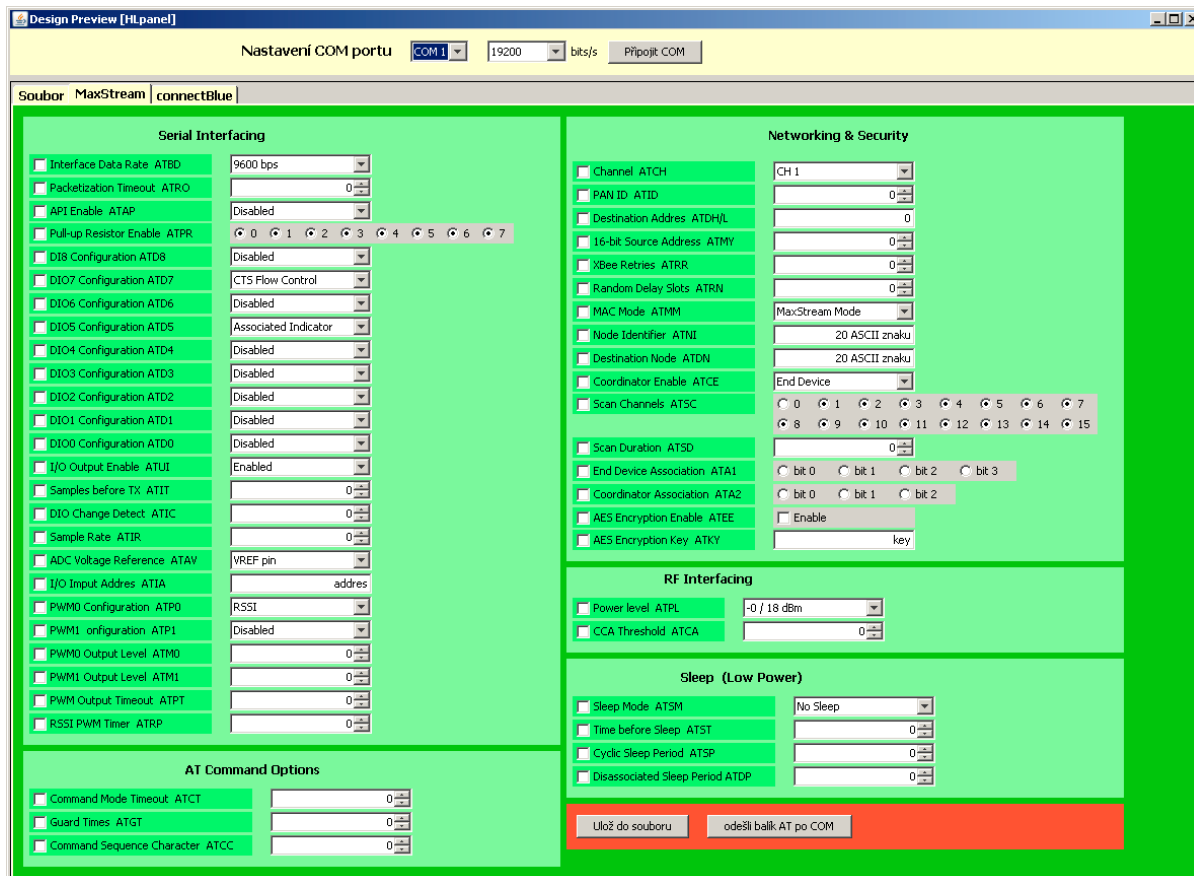 Design Preview [HLpanel]
Nastavení COM portu COM 1 19200 bits/s Připojit COM
Soubor MaxStream connectBlue
Serial Interfacing
Interface Data Rate ATBD 9600 bps
Packetization Timeout ATRO 0
API Enable ATAP Disabled
Pull-up Resistor Enable ATPR 0 1 2 3 4 5 6 7
DI8 Configuration ATD8 Disabled
DIO7 Configuration ATD7 CTS Flow Control
DIO6 Configuration ATD6 Disabled
DIO5 Configuration ATD5 Associated Indicator
DIO4 Configuration ATD4 Disabled
DIO3 Configuration ATD3 Disabled
DIO2 Configuration ATD2 Disabled
DIO1 Configuration ATD1 Disabled
DIO0 Configuration ATD0 Disabled
I/O Output Enable ATUI Enabled
Samples before TX ATIT 0
DIO Change Detect ATIC 0
Sample Rate ATIR 0
ADC Voltage Reference ATAV VREF pin
I/O Imput Addres ATIA addres
PWM0 Configuration ATP0 RSSI
PWM1 onfiguration ATP1 Disabled
PWM0 Output Level ATM0 0
PWM1 Output Level ATM1 0
PWM Output Timeout ATPT 0
RSSI PWM Timer ATRP 0
AT Command Options
Command Mode Timeout ATCT 0
Guard Times ATGT 0
Command Sequence Character ATCC 0
Networking & Security
Channel ATCH CH 1
PAN ID ATID 0
Destination Addres ATDH/L 0
16-bit Source Address ATMY 0
XBee Retries ATRR 0
Random Delay Slots ATRN 0
MAC Mode ATMM MaxStream Mode
Node Identifier ATNI 20 ASCII znaku
Destination Node ATDN 20 ASCII znaku
Coordinator Enable ATCE End Device
Scan Channels ATSC 0 1 2 3 4 5 6 7
8 9 10 11 12 13 14 15
Scan Duration ATSD 0
End Device Association ATA1 bit 0 bit 1 bit 2 bit 3
Coordinator Association ATA2 bit 0 bit 1 bit 2
AES Encryption Enable ATEE Enable
AES Encryption Key ATKY key
RF Interfacing
Power level ATPL -0 / 18 dBm
CCA Threshold ATCA 0
Sleep (Low Power)
Sleep Mode ATSM No Sleep
Time before Sleep ATST 0
Cyclic Sleep Period ATSP 0
Disassociated Sleep Period ATDP 0
Ulož do souboru odešli balík AT po COM